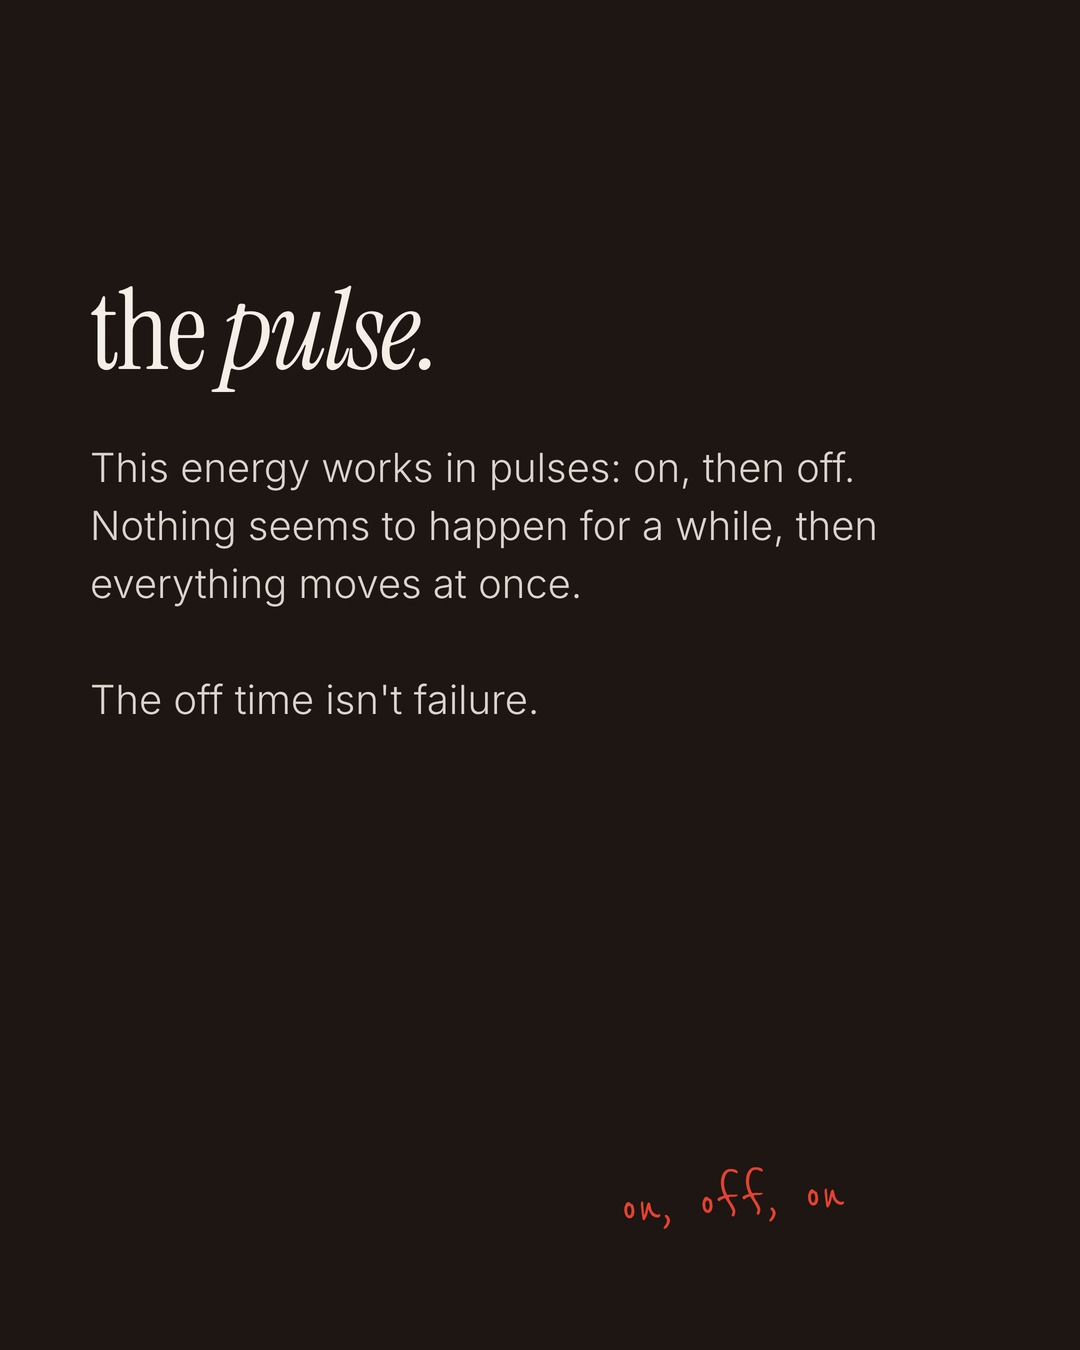 the pulse.
This energy works in pulses: on, then off.
Nothing seems to happen for a while, then
everything moves at once.
The off time isn't failure.
on, off, on